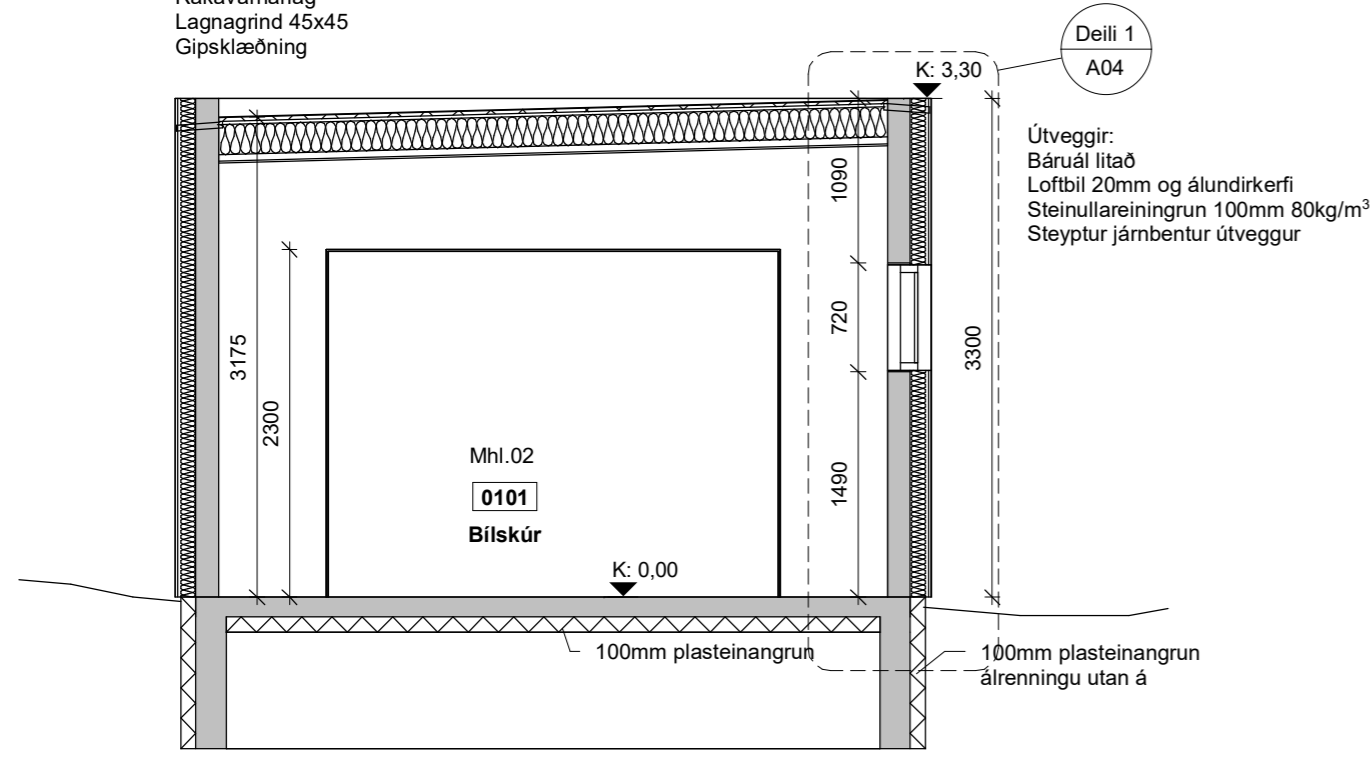 Lagnagrind 45x45
Gipsklæðning
Deili 1
A04
K: 3,30
Útveggir:
Báruál litað
Loftbil 20mm og álundirkerfi
Steinullareiningrun 100mm 80kg/m³
Steyptur járnbentur útveggur
1090
720
1490
3300
3175
2300
Mhl.02
0101
Bílskúr
K: 0,00
100mm plasteinangrun
100mm plasteinangrun
álrenningu utan á